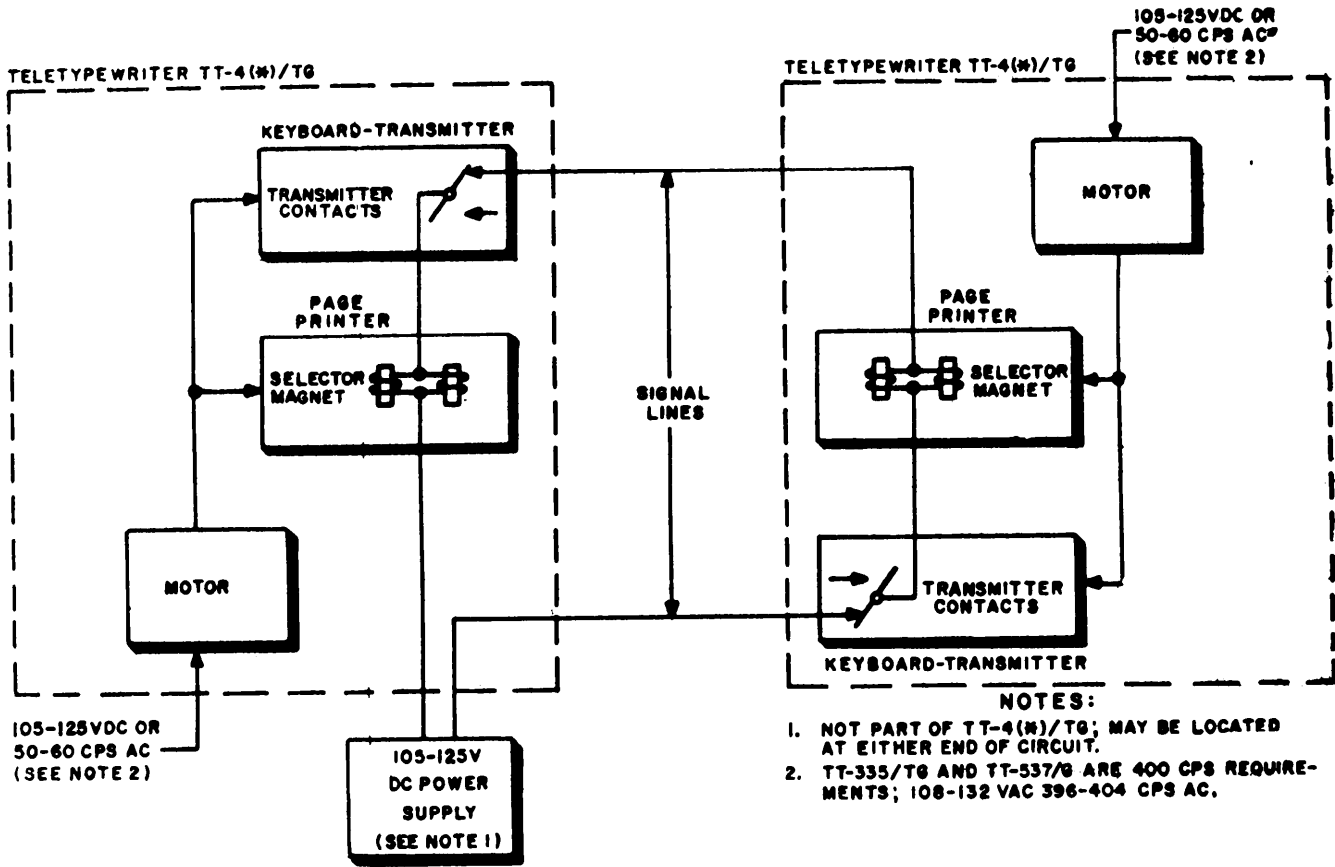 105-125VDC OR
50-60 CPS AC
(SEE NOTE 2)
TELETYPEWRITER TT-4(*)/TG
TELETYPEWRITER TT-4(*)/TG
KEYBOARD-TRANSMITTER
TRANSMITTER
CONTACTS
MOTOR
PAGE
PRINTER
SELECTOR
MAGNET
SIGNAL
LINES
PAGE
PRINTER
SELECTOR
MAGNET
MOTOR
TRANSMITTER
CONTACTS
KEYBOARD-TRANSMITTER
105-125VDC OR
50-60 CPS AC
(SEE NOTE 2)
105-125V
DC POWER
SUPPLY
(SEE NOTE 1)
NOTES:
1. NOT PART OF TT-4(*)/TG; MAY BE LOCATED
AT EITHER END OF CIRCUIT.
2. TT-335/TG AND TT-537/G ARE 400 CPS REQUIRE-
MENTS; 108-132 VAC 396-404 CPS AC.